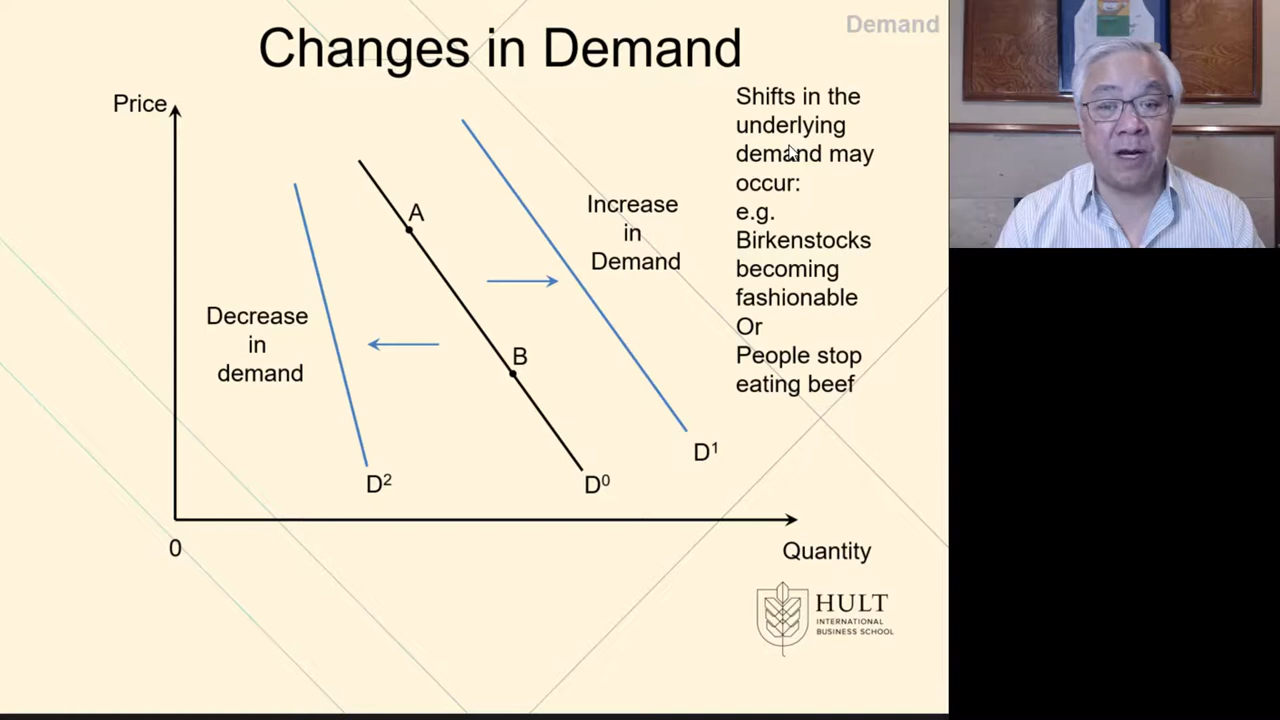 Demand
Changes in Demand
Price
Shifts in the
underlying
demand may
occur:
e.g.
Birkenstocks
becoming
fashionable
Or
People stop
eating beef
A
Increase
in
Demand
Decrease
in
demand
B
D¹
D²
D⁰
0
Quantity
HULT
INTERNATIONAL
BUSINESS SCHOOL